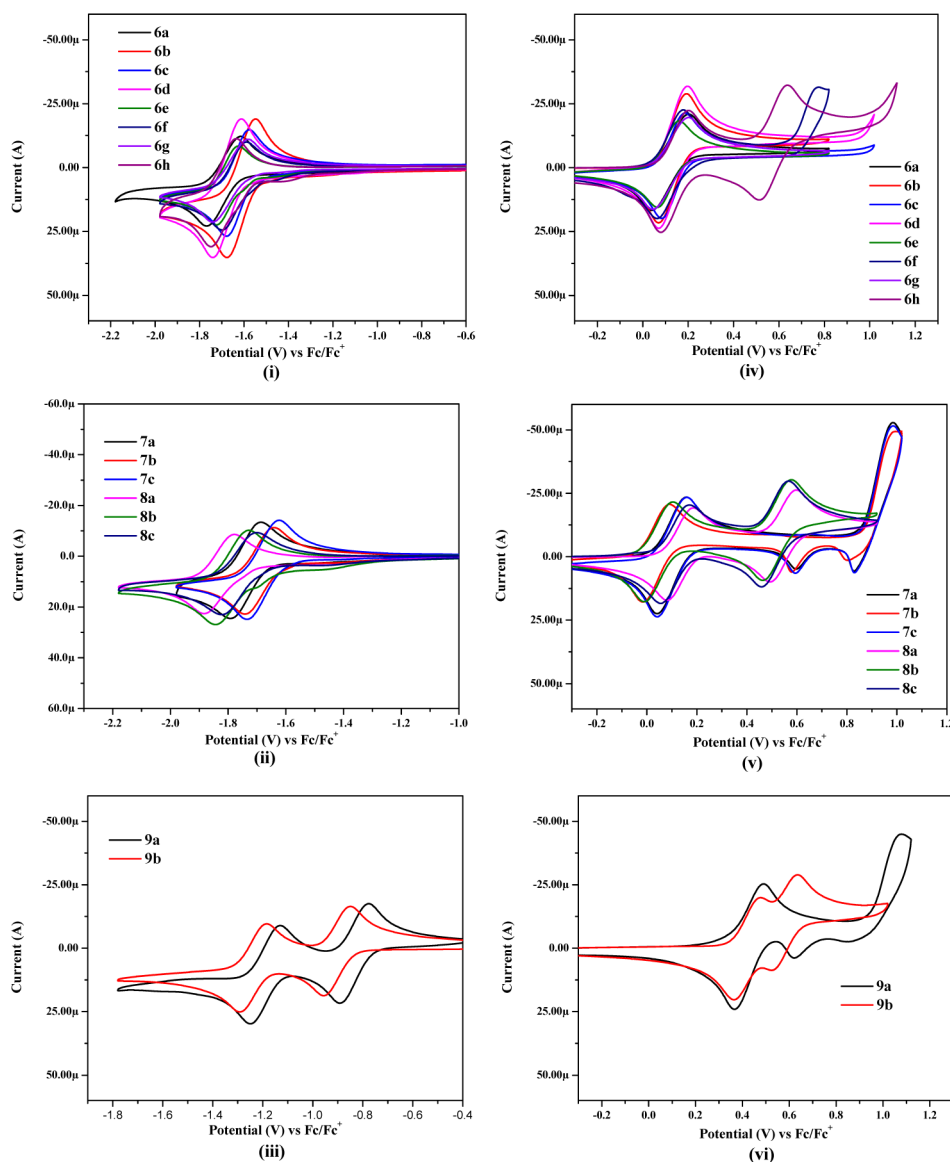 -50.00µ
-25.00µ
0.00
25.00µ
50.00µ
Current (A)
6a
6b
6c
6d
6e
6f
6g
6h
-2.2 -2.0 -1.8 -1.6 -1.4 -1.2 -1.0 -0.8 -0.6
Potential (V) vs Fc/Fc+
(i)
-50.00µ
-25.00µ
0.00
25.00µ
50.00µ
Current (A)
6a
6b
6c
6d
6e
6f
6g
6h
-0.2 0.0 0.2 0.4 0.6 0.8 1.0 1.2
Potential (V) vs Fc/Fc+
(iv)
-60.0µ
-40.0µ
-20.0µ
0.0
20.0µ
40.0µ
60.0µ
Current (A)
7a
7b
7c
8a
8b
8c
-2.2 -2.0 -1.8 -1.6 -1.4 -1.2 -1.0
Potential (V) vs Fc/Fc+
(ii)
-50.00µ
-25.00µ
0.00
25.00µ
50.00µ
Current (A)
7a
7b
7c
8a
8b
8c
0.0 0.2 0.4 0.6 0.8 1.0 1.2
Potential (V) vs Fc/Fc+
(v)
-50.00µ
-25.00µ
0.00
25.00µ
50.00µ
Current (A)
9a
9b
-1.8 -1.6 -1.4 -1.2 -1.0 -0.8 -0.6 -0.4
Potential (V) vs Fc/Fc+
(iii)
-50.00µ
-25.00µ
0.00
25.00µ
50.00µ
Current (A)
9a
9b
-0.2 0.0 0.2 0.4 0.6 0.8 1.0 1.2
Potential (V) vs Fc/Fc+
(vi)